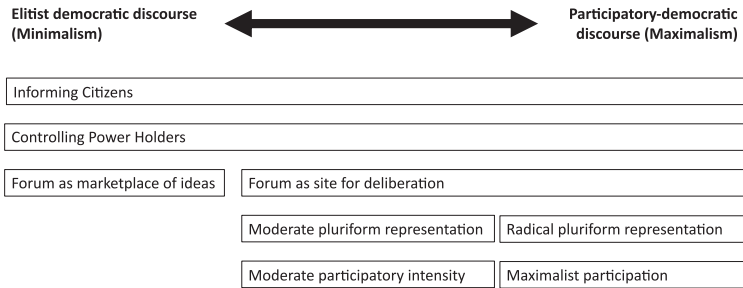 Elitist democratic discourse
(Minimalism)
Participatory-democratic
discourse (Maximalism)
Informing Citizens
Controlling Power Holders
Forum as marketplace of ideas
Forum as site for deliberation
Moderate pluriform representation
Radical pluriform representation
Moderate participatory intensity
Maximalist participation